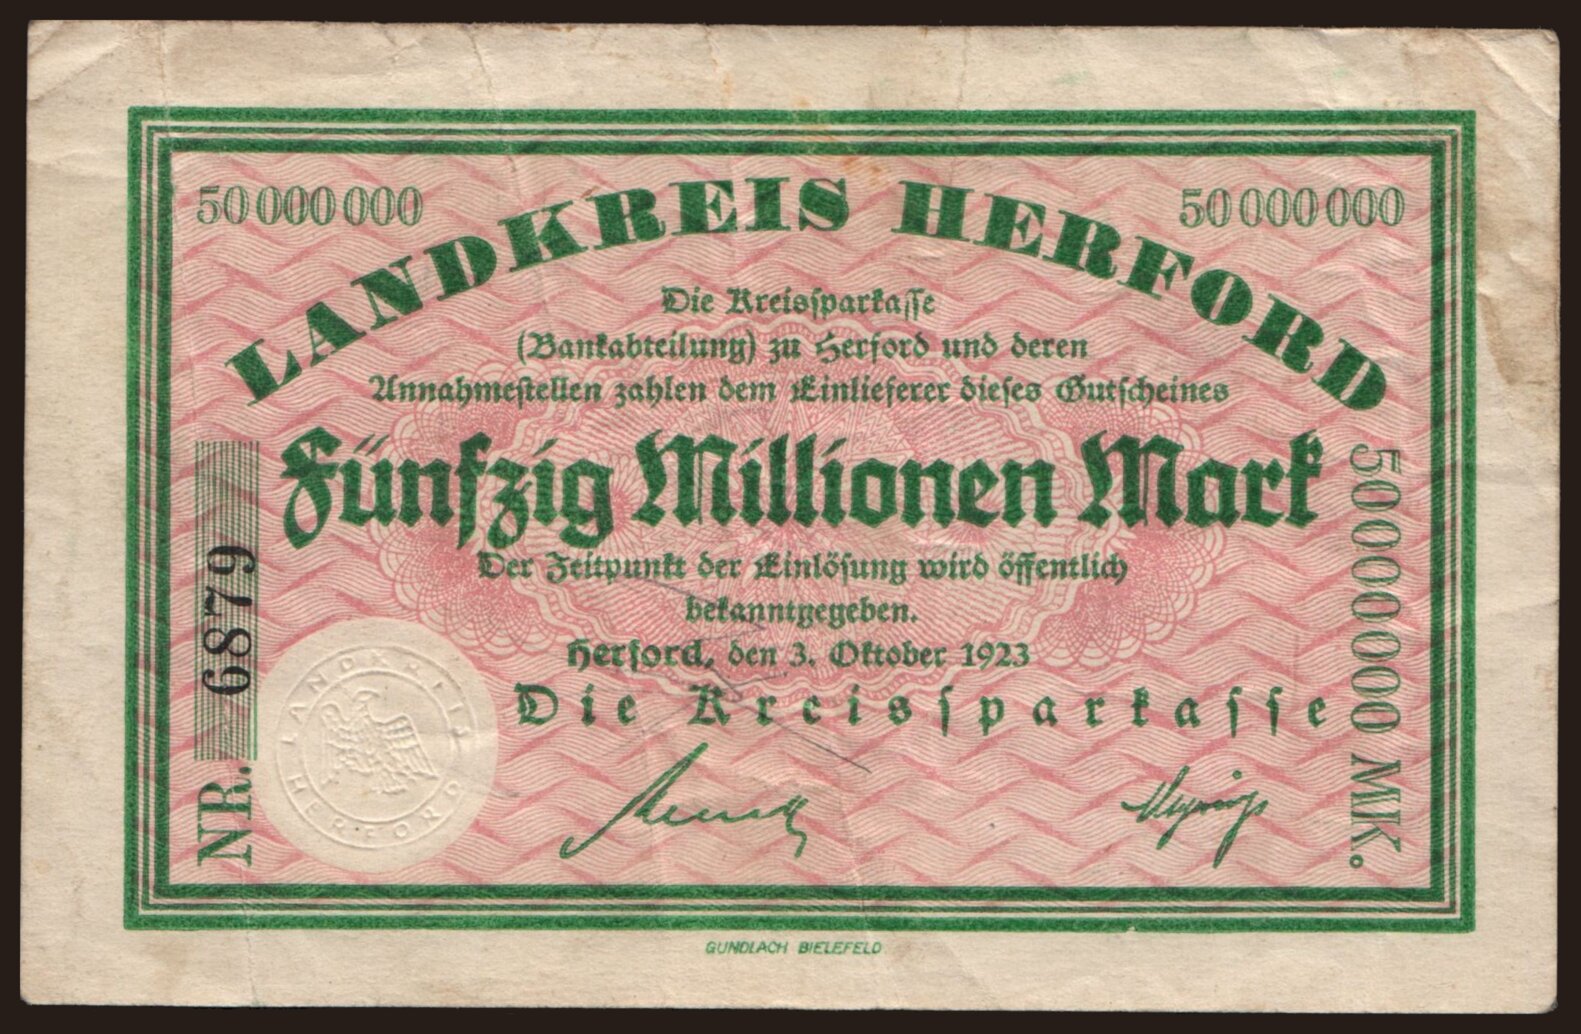 50 000 000
50 000 000
LANDKREIS HERFORD
Die Kreissparkasse
(Bankabteilung) zu Herford und deren
Annahmestellen zahlen dem Einlieferer dieses Gutscheines
Fünfzig Millionen Mark
Der Zeitpunkt der Einlösung wird öffentlich
bekanntgegeben.
Herford, den 3. Oktober 1923
Die Kreissparkasse
NR. 6879
50000000 MK.
LANDKREIS
HERFORD
GUNDLACH BIELEFELD